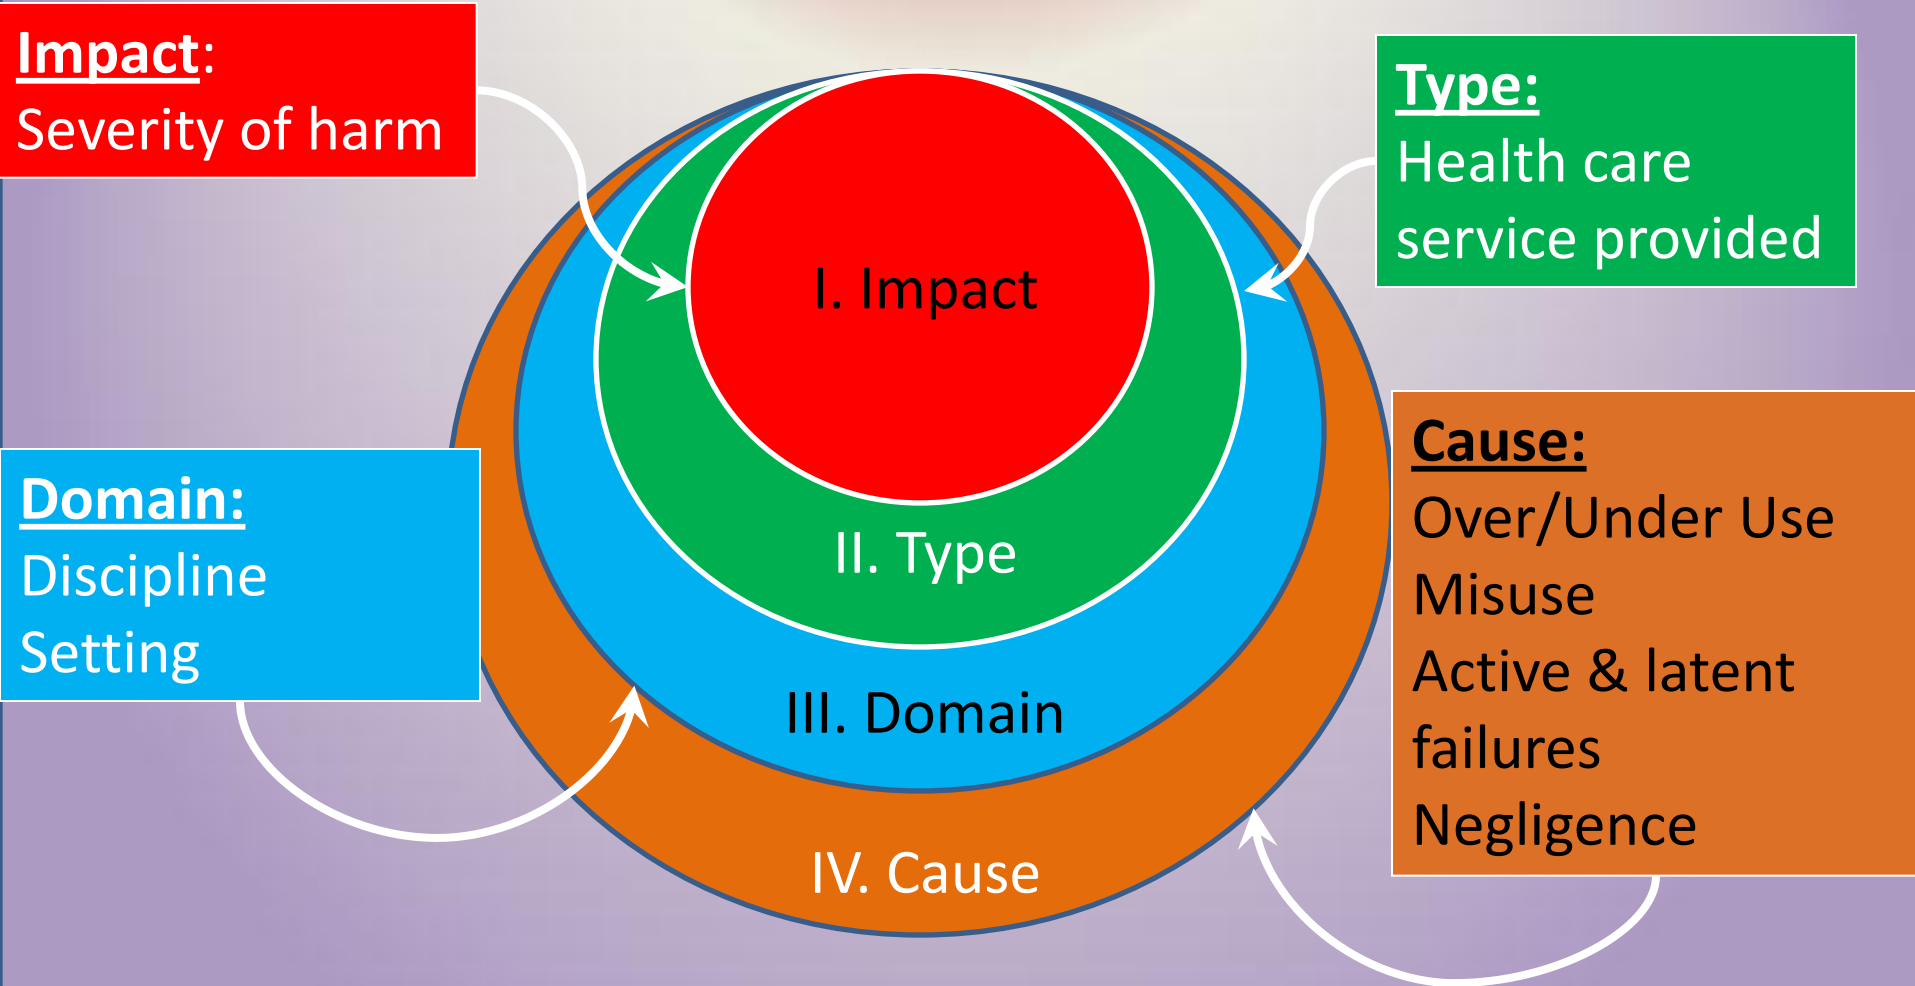 Impact:
Severity of harm
Type:
Health care
service provided
I. Impact
Domain:
Discipline
Setting
II. Type
III. Domain
IV. Cause
Cause:
Over/Under Use
Misuse
Active & latent
failures
Negligence